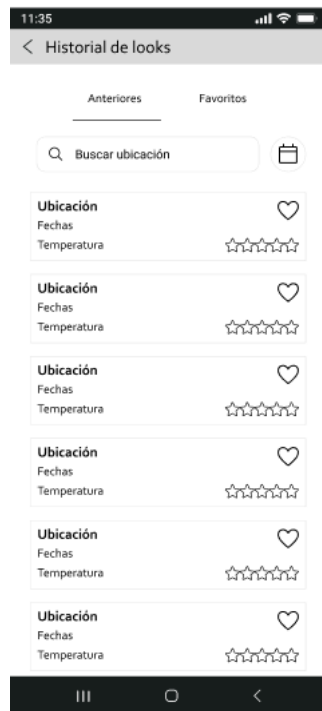 11:35
Historial de looks
Anteriores
Favoritos
Buscar ubicación
Ubicación
Fechas
Temperatura
Ubicación
Fechas
Temperatura
Ubicación
Fechas
Temperatura
Ubicación
Fechas
Temperatura
Ubicación
Fechas
Temperatura
Ubicación
Fechas
Temperatura